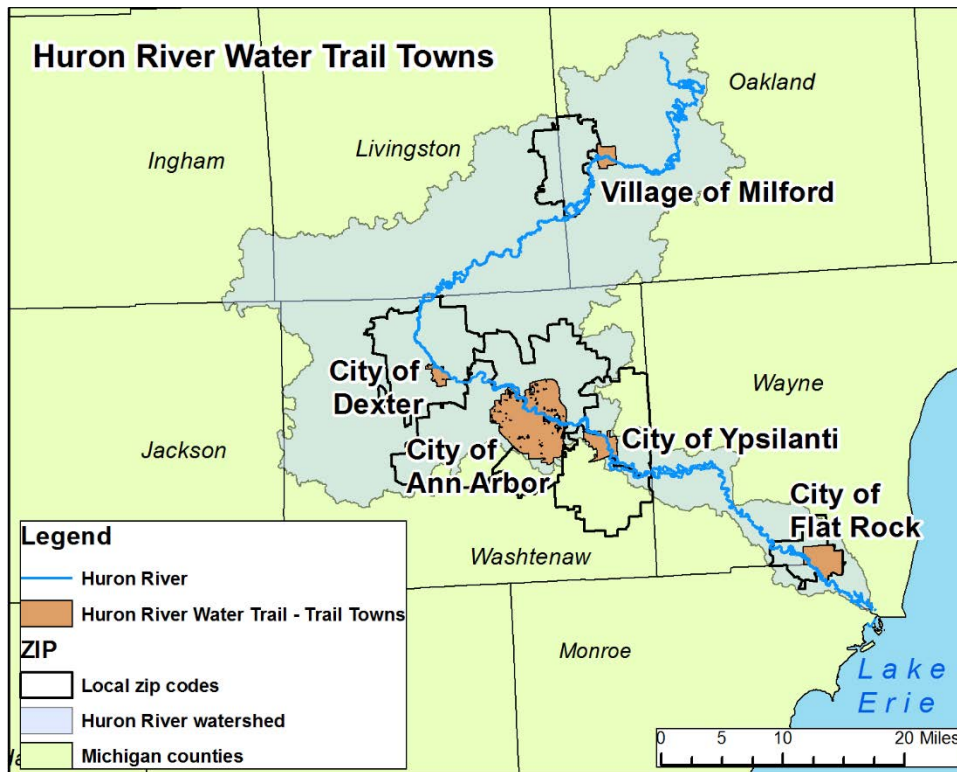 Huron River Water Trail Towns
Oakland
Livingston
Ingham
Village of Milford
City of
Dexter
Wayne
City of Ypsilanti
Jackson
City of
Ann Arbor
City of
Flat Rock
Washtenaw
Monroe
Lake
Erie
Legend
Huron River
Huron River Water Trail - Trail Towns
ZIP
Local zip codes
Huron River watershed
Michigan counties
0 5 10 20 Miles